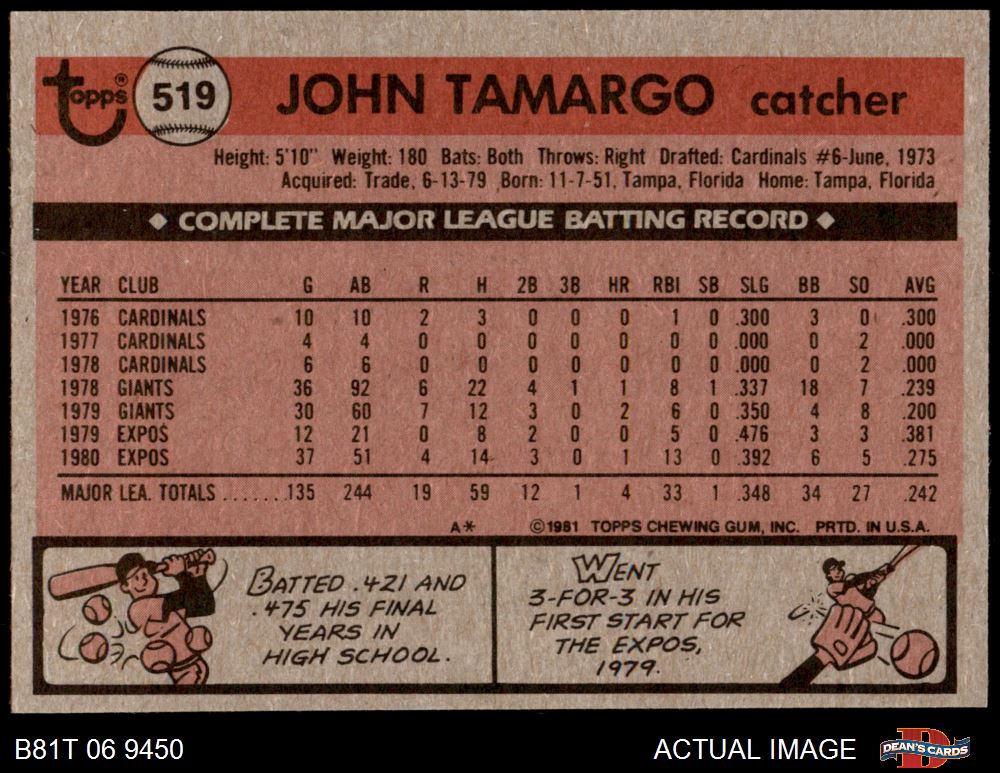 Topps® 519 JOHN TAMARGO catcher
Height: 5'10" Weight: 180 Bats: Both Throws: Right Drafted: Cardinals #6-June, 1973
Acquired: Trade, 6-13-79 Born: 11-7-51, Tampa, Florida Home: Tampa, Florida
◆ COMPLETE MAJOR LEAGUE BATTING RECORD ◆
YEAR CLUB G AB R H 2B 3B HR RBI SB SLG BB SO AVG
1976 CARDINALS 10 10 2 3 0 0 0 1 0 .300 3 0 .300
1977 CARDINALS 4 4 0 0 0 0 0 0 0 .000 0 2 .000
1978 CARDINALS 6 6 0 0 0 0 0 0 0 .000 0 2 .000
1978 GIANTS 36 92 6 22 4 1 1 8 1 .337 18 7 .239
1979 GIANTS 30 60 7 12 3 0 2 6 0 .350 4 8 .200
1979 EXPOS 12 21 0 8 2 0 0 5 0 .476 3 3 .381
1980 EXPOS 37 51 4 14 3 0 1 13 0 .392 6 5 .275
MAJOR LEA. TOTALS ...... 135 244 19 59 12 1 4 33 1 .348 34 27 .242
A* ©1981 TOPPS CHEWING GUM, INC. PRTD. IN U.S.A.
BATTED .421 AND
.475 HIS FINAL
YEARS IN
HIGH SCHOOL.
WENT
3-FOR-3 IN HIS
FIRST START FOR
THE EXPOS,
1979.
B81T 06 9450 ACTUAL IMAGE DEAN'S CARDS